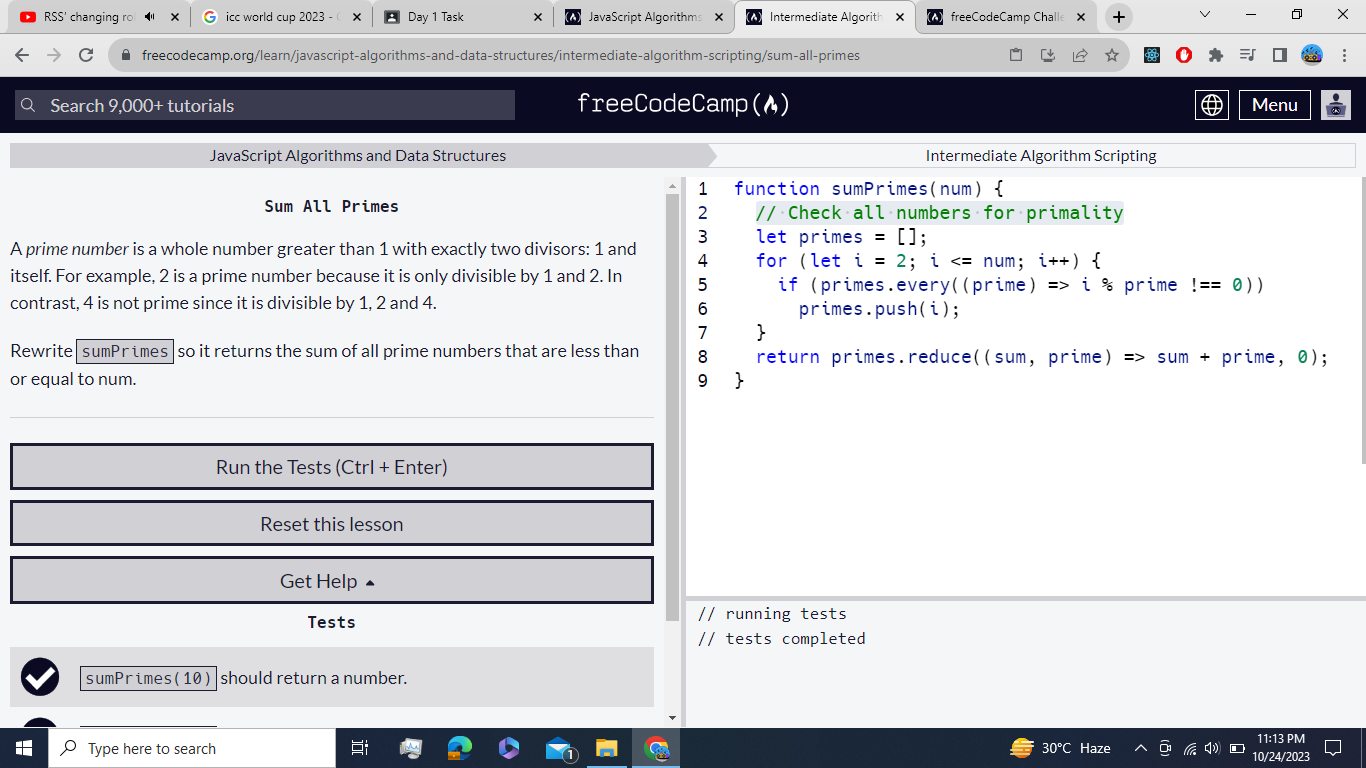 RSS' changing ro
icc world cup 2023 -
Day 1 Task
JavaScript Algorithms
Intermediate Algorith
freeCodeCamp Chall
freecodecamp.org/learn/javascript-algorithms-and-data-structures/intermediate-algorithm-scripting/sum-all-primes
Search 9,000+ tutorials
freeCodeCamp
Menu
JavaScript Algorithms and Data Structures
Intermediate Algorithm Scripting
Sum All Primes
A prime number is a whole number greater than 1 with exactly two divisors: 1 and
itself. For example, 2 is a prime number because it is only divisible by 1 and 2. In
contrast, 4 is not prime since it is divisible by 1, 2 and 4.
Rewrite sumPrimes so it returns the sum of all prime numbers that are less than
or equal to num.
Run the Tests (Ctrl + Enter)
Reset this lesson
Get Help
Tests
sumPrimes(10) should return a number.
1 function sumPrimes(num) {
2 // Check all numbers for primality
3 let primes = [];
4 for (let i = 2; i <= num; i++) {
5 if (primes.every((prime) => i % prime !== 0))
6 primes.push(i);
7 }
8 return primes.reduce((sum, prime) => sum + prime, 0);
9 }
// running tests
// tests completed
Type here to search
1
30°C Haze
11:13 PM
10/24/2023